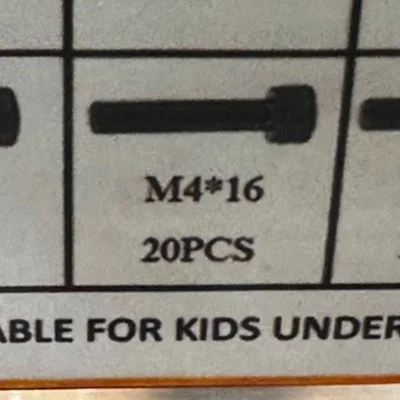 M4*16
20PCS
ABLE FOR KIDS UNDER